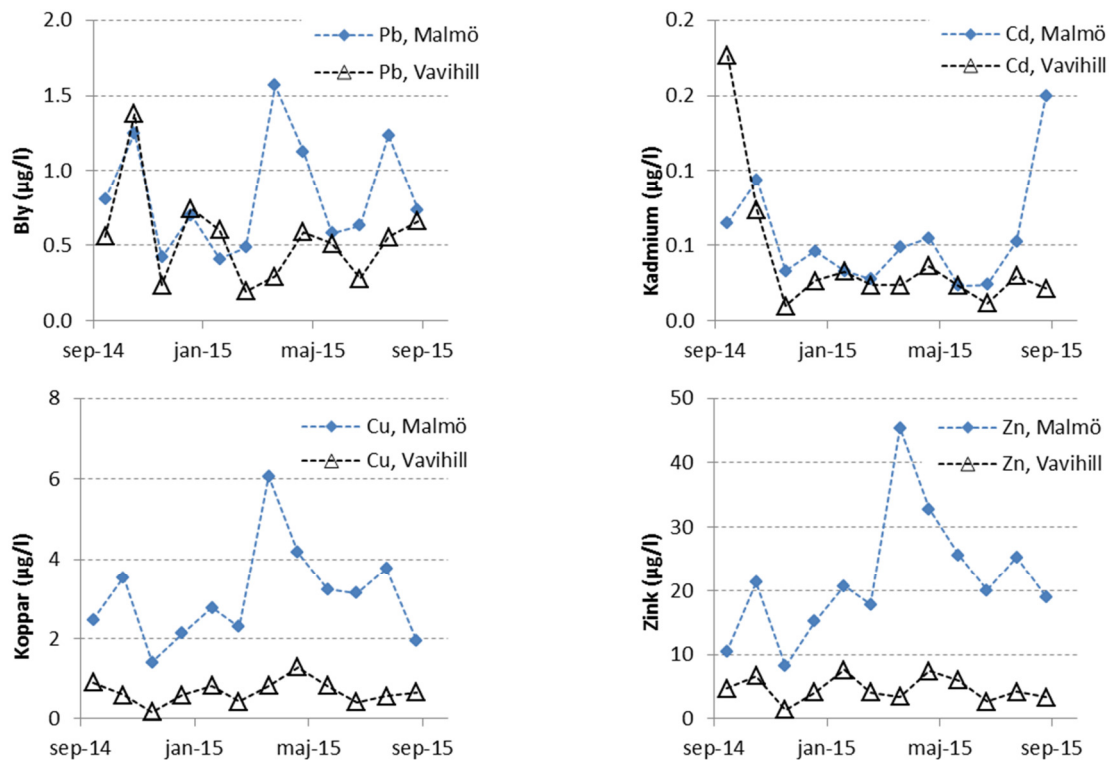 2.0
1.5
1.0
0.5
0.0
Bly (µg/l)
Pb, Malmö
Pb, Vavihill
sep-14 jan-15 maj-15 sep-15
0.2
0.2
0.1
0.1
0.0
Kadmium (µg/l)
Cd, Malmö
Cd, Vavihill
sep-14 jan-15 maj-15 sep-15
8
6
4
2
0
Koppar (µg/l)
Cu, Malmö
Cu, Vavihill
sep-14 jan-15 maj-15 sep-15
50
40
30
20
10
0
Zink (µg/l)
Zn, Malmö
Zn, Vavihill
sep-14 jan-15 maj-15 sep-15